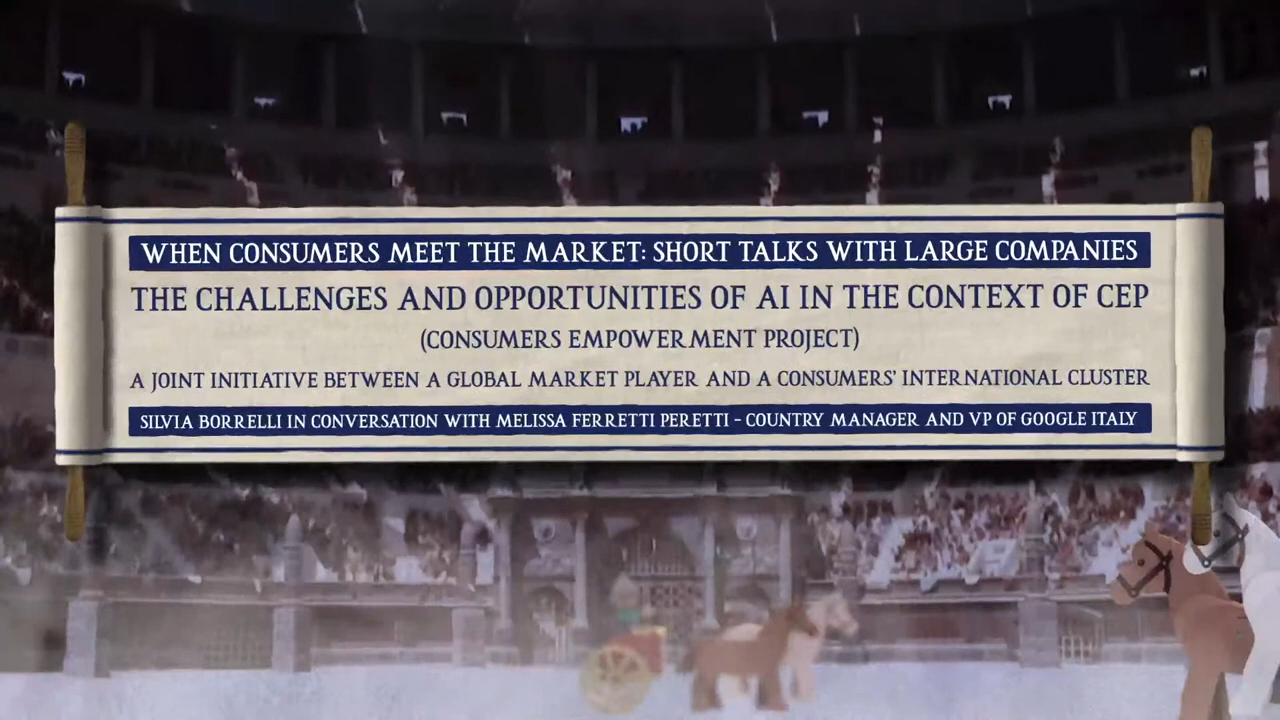 WHEN CONSUMERS MEET THE MARKET: SHORT TALKS WITH LARGE COMPANIES
THE CHALLENGES AND OPPORTUNITIES OF AI IN THE CONTEXT OF CEP
(CONSUMERS EMPOWERMENT PROJECT)
A JOINT INITIATIVE BETWEEN A GLOBAL MARKET PLAYER AND A CONSUMERS' INTERNATIONAL CLUSTER
SILVIA BORRELLI IN CONVERSATION WITH MELISSA FERRETTI PERETTI - COUNTRY MANAGER AND VP OF GOOGLE ITALY